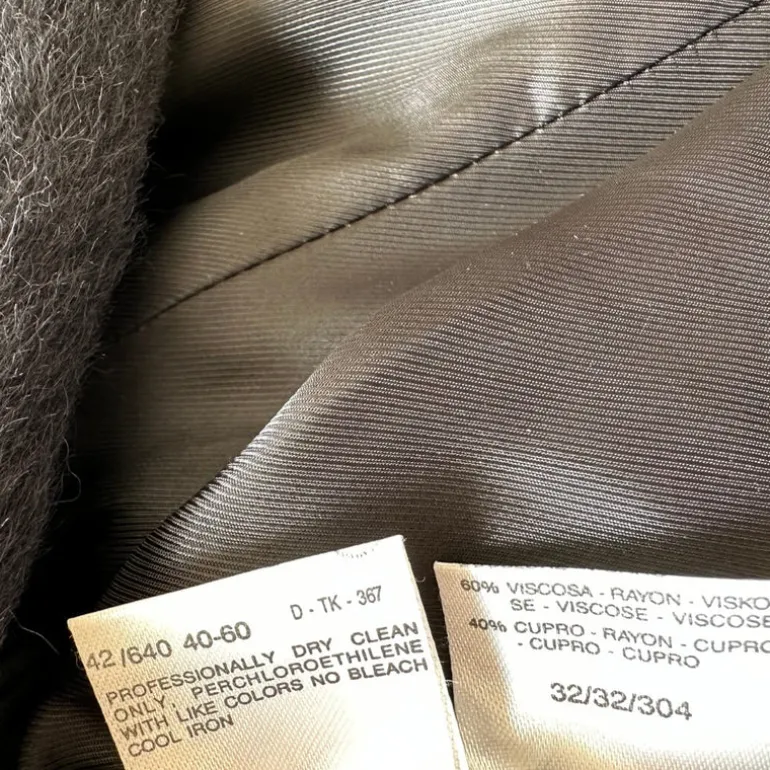 42/640 40-60 D - TK - 367
PROFESSIONALLY DRY CLEAN
ONLY, PERCHLOROETHILENE
WITH LIKE COLORS NO BLEACH
COOL IRON
60% VISCOSA - RAYON - VISKO
SE - VISCOSE - VISCOSE
40% CUPRO - RAYON - CUPRO
- CUPRO - CUPRO
32/32/304